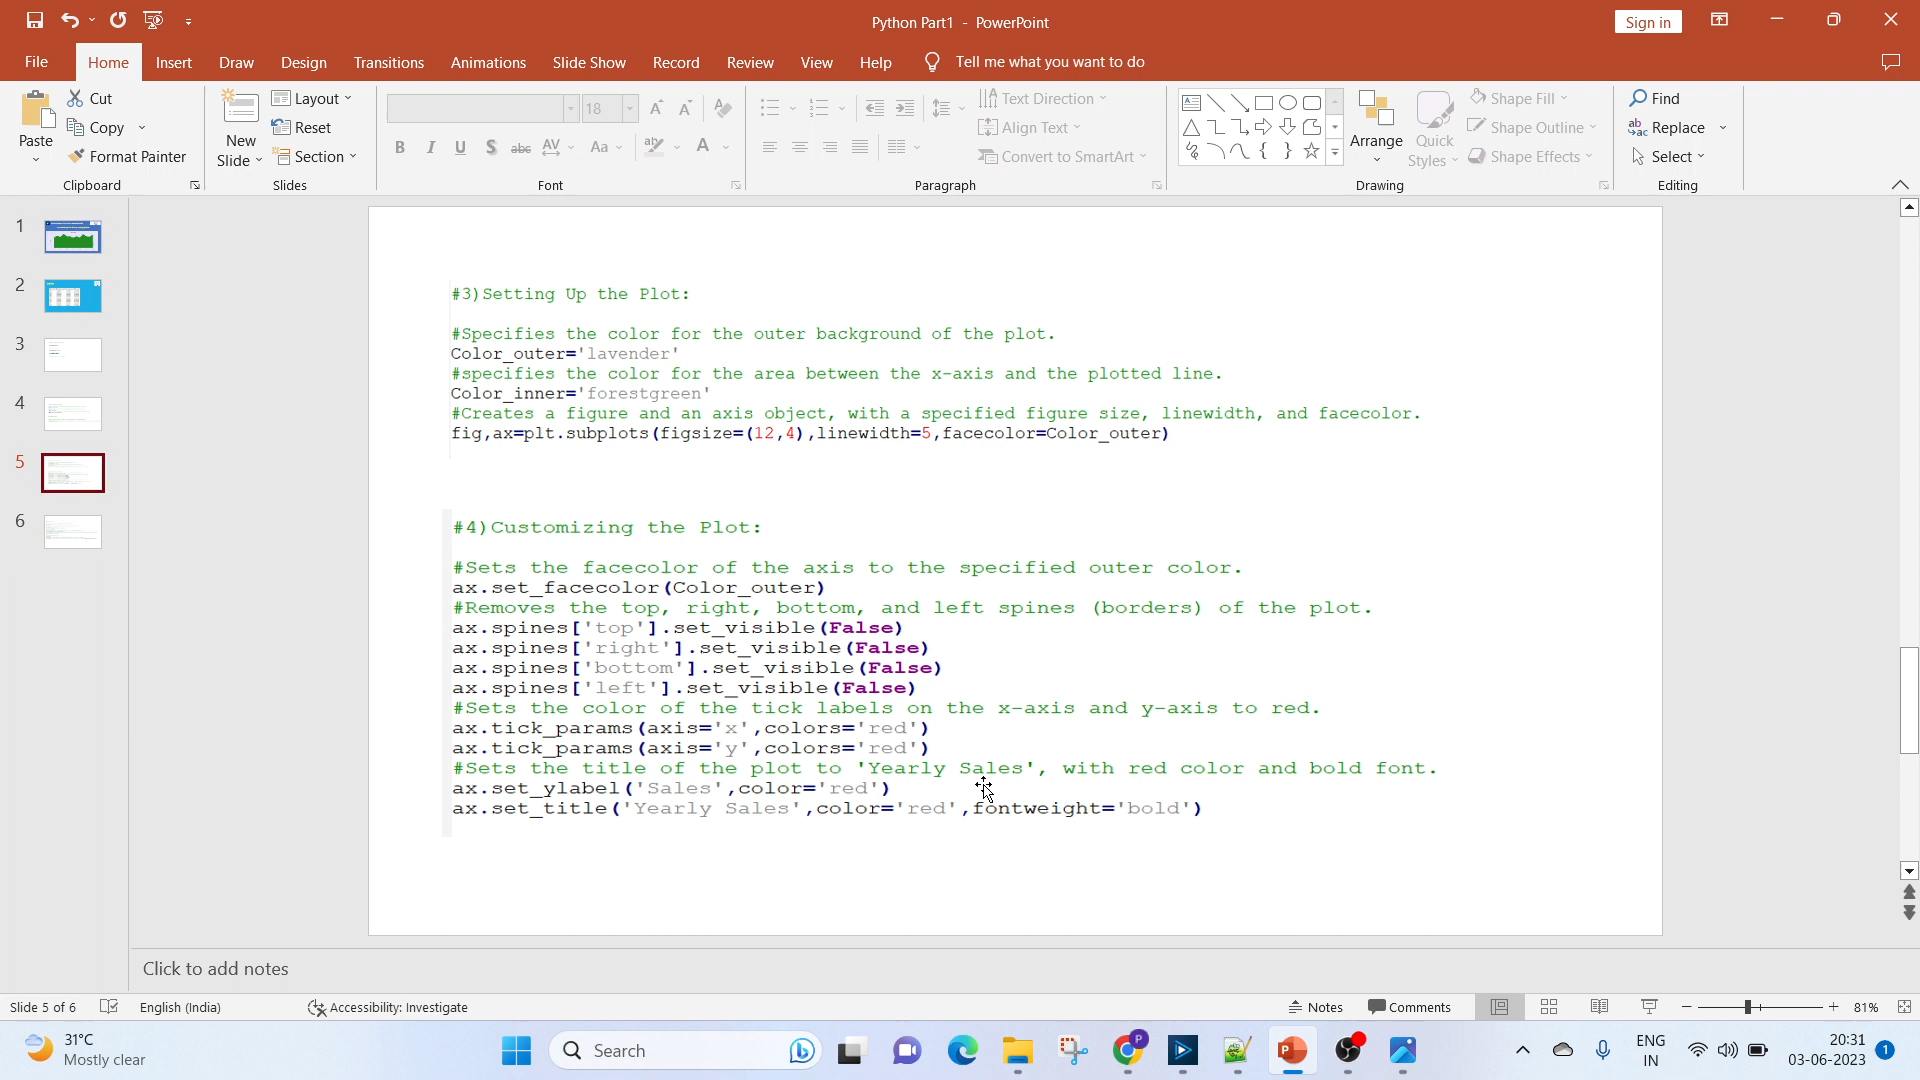 Python Part1 - PowerPoint
Sign in
File
Home
Insert
Draw
Design
Transitions
Animations
Slide Show
Record
Review
View
Help
Tell me what you want to do
Paste
Cut
Copy
Format Painter
Clipboard
New
Slide
Layout
Reset
Section
Slides
18
Font
Text Direction
Align Text
Convert to SmartArt
Paragraph
Arrange
Quick
Styles
Shape Fill
Shape Outline
Shape Effects
Drawing
Find
Replace
Select
Editing
1
2
3
4
5
6
#3)Setting Up the Plot:
#Specifies the color for the outer background of the plot.
Color_outer='lavender'
#specifies the color for the area between the x-axis and the plotted line.
Color_inner='forestgreen'
#Creates a figure and an axis object, with a specified figure size, linewidth, and facecolor.
fig,ax=plt.subplots(figsize=(12,4),linewidth=5,facecolor=Color_outer)
#4)Customizing the Plot:
#Sets the facecolor of the axis to the specified outer color.
ax.set_facecolor(Color_outer)
#Removes the top, right, bottom, and left spines (borders) of the plot.
ax.spines['top'].set_visible(False)
ax.spines['right'].set_visible(False)
ax.spines['bottom'].set_visible(False)
ax.spines['left'].set_visible(False)
#Sets the color of the tick labels on the x-axis and y-axis to red.
ax.tick_params(axis='x',colors='red')
ax.tick_params(axis='y',colors='red')
#Sets the title of the plot to 'Yearly Sales', with red color and bold font.
ax.set_ylabel('Sales',color='red')
ax.set_title('Yearly Sales',color='red',fontweight='bold')
Click to add notes
Slide 5 of 6
English (India)
Accessibility: Investigate
Notes
Comments
81%
31°C
Mostly clear
Search
ENG
IN
20:31
03-06-2023
1